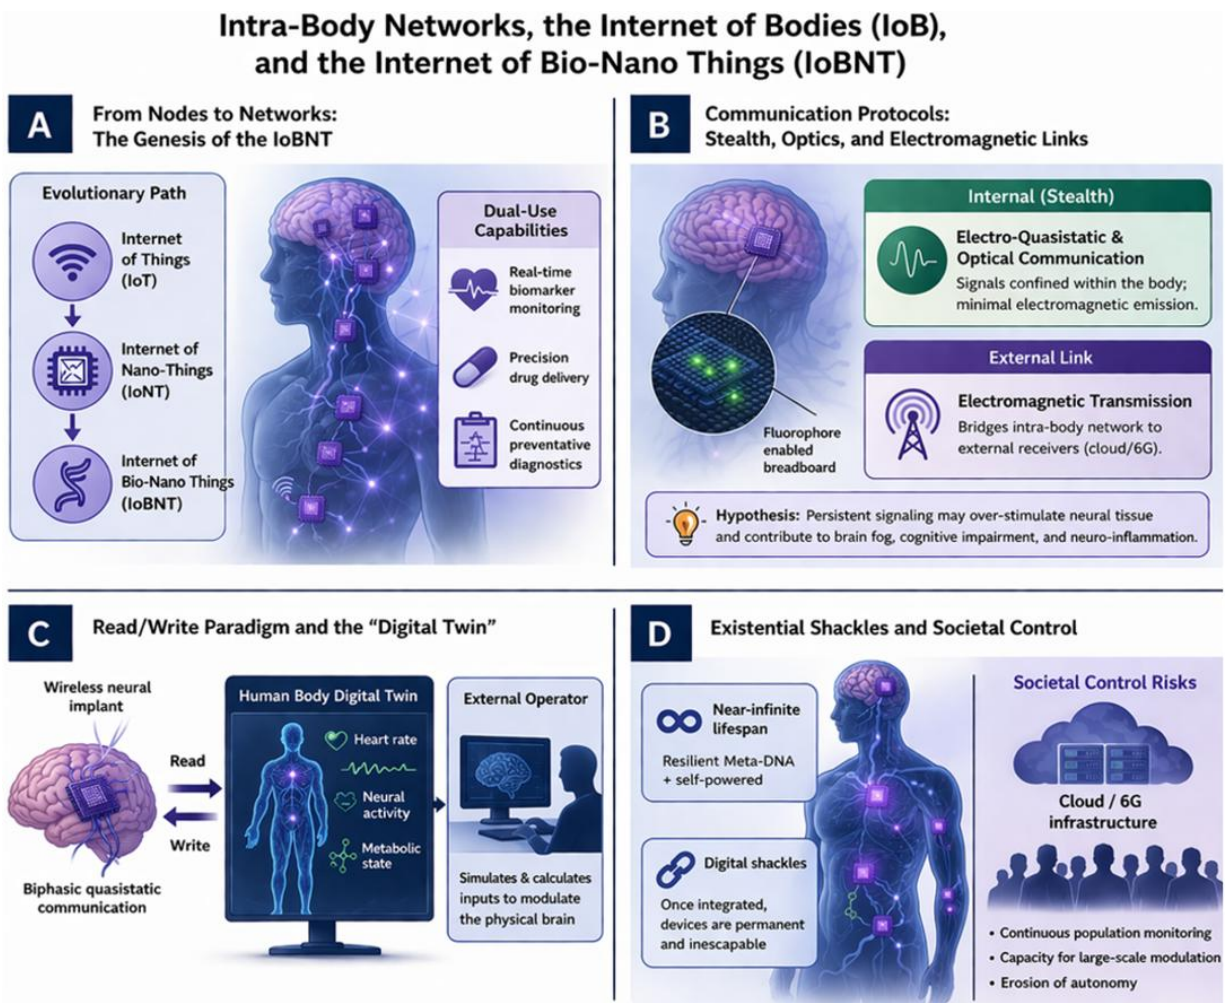 Intra-Body Networks, the Internet of Bodies (IoB),
and the Internet of Bio-Nano Things (IoBNT)
A
From Nodes to Networks:
The Genesis of the IoBNT
Evolutionary Path
Internet
of Things
(IoT)
Internet of
Nano-Things
(IoNT)
Internet of
Bio-Nano Things
(IoBNT)
Dual-Use
Capabilities
Real-time
biomarker
monitoring
Precision
drug delivery
Continuous
preventative
diagnostics
B
Communication Protocols:
Stealth, Optics, and Electromagnetic Links
Fluorophore
enabled
breadboard
Internal (Stealth)
Electro-Quasistatic &
Optical Communication
Signals confined within the body;
minimal electromagnetic emission.
External Link
Electromagnetic Transmission
Bridges intra-body network to
external receivers (cloud/6G).
Hypothesis: Persistent signaling may over-stimulate neural tissue
and contribute to brain fog, cognitive impairment, and neuro-inflammation.
C
Read/Write Paradigm and the “Digital Twin”
Wireless neural
implant
Biphasic quasistatic
communication
Read
Write
Human Body Digital Twin
Heart rate
Neural
activity
Metabolic
state
External Operator
Simulates & calculates
inputs to modulate
the physical brain
D
Existential Shackles and Societal Control
Near-infinite
lifespan
Resilient Meta-DNA
+ self-powered
Digital shackles
Once integrated,
devices are permanent
and inescapable
Societal Control Risks
Cloud / 6G
infrastructure
• Continuous population monitoring
• Capacity for large-scale modulation
• Erosion of autonomy